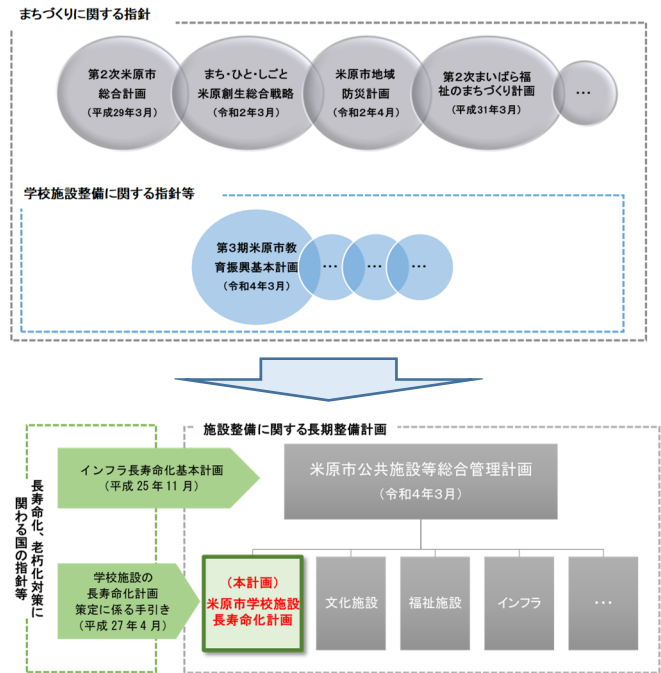 まちづくりに関する指針等
第2次米原市
総合計画
(平成29年3月)
まち・ひと・しごと
米原創生総合戦略
(令和2年3月)
米原市地域
防災計画
(令和2年4月)
第2次まいばら福
祉のまちづくり計画
(平成31年3月)
…
学校施設整備に関する指針等
第3期米原市教
育振興基本計画
(令和4年3月)
…
…
…
長寿命化、老朽化対策に
関わる国の指針等
インフラ長寿命化基本計画
(平成25年11月)
学校施設の
長寿命化計画
策定に係る手引き
(平成27年4月)
施設整備に関する長期整備計画
米原市公共施設等総合管理計画
(令和4年3月)
(本計画)
米原市学校施設
長寿命化計画
文化施設
福祉施設
インフラ
…